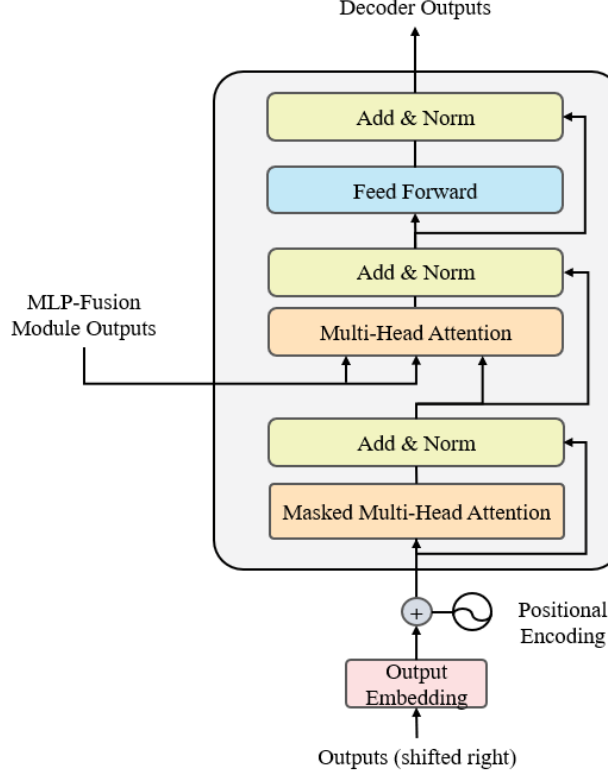 Decoder Outputs
Add & Norm
Feed Forward
Add & Norm
MLP-Fusion
Module Outputs
Multi-Head Attention
Add & Norm
Masked Multi-Head Attention
+
Positional
Encoding
Output
Embedding
Outputs (shifted right)